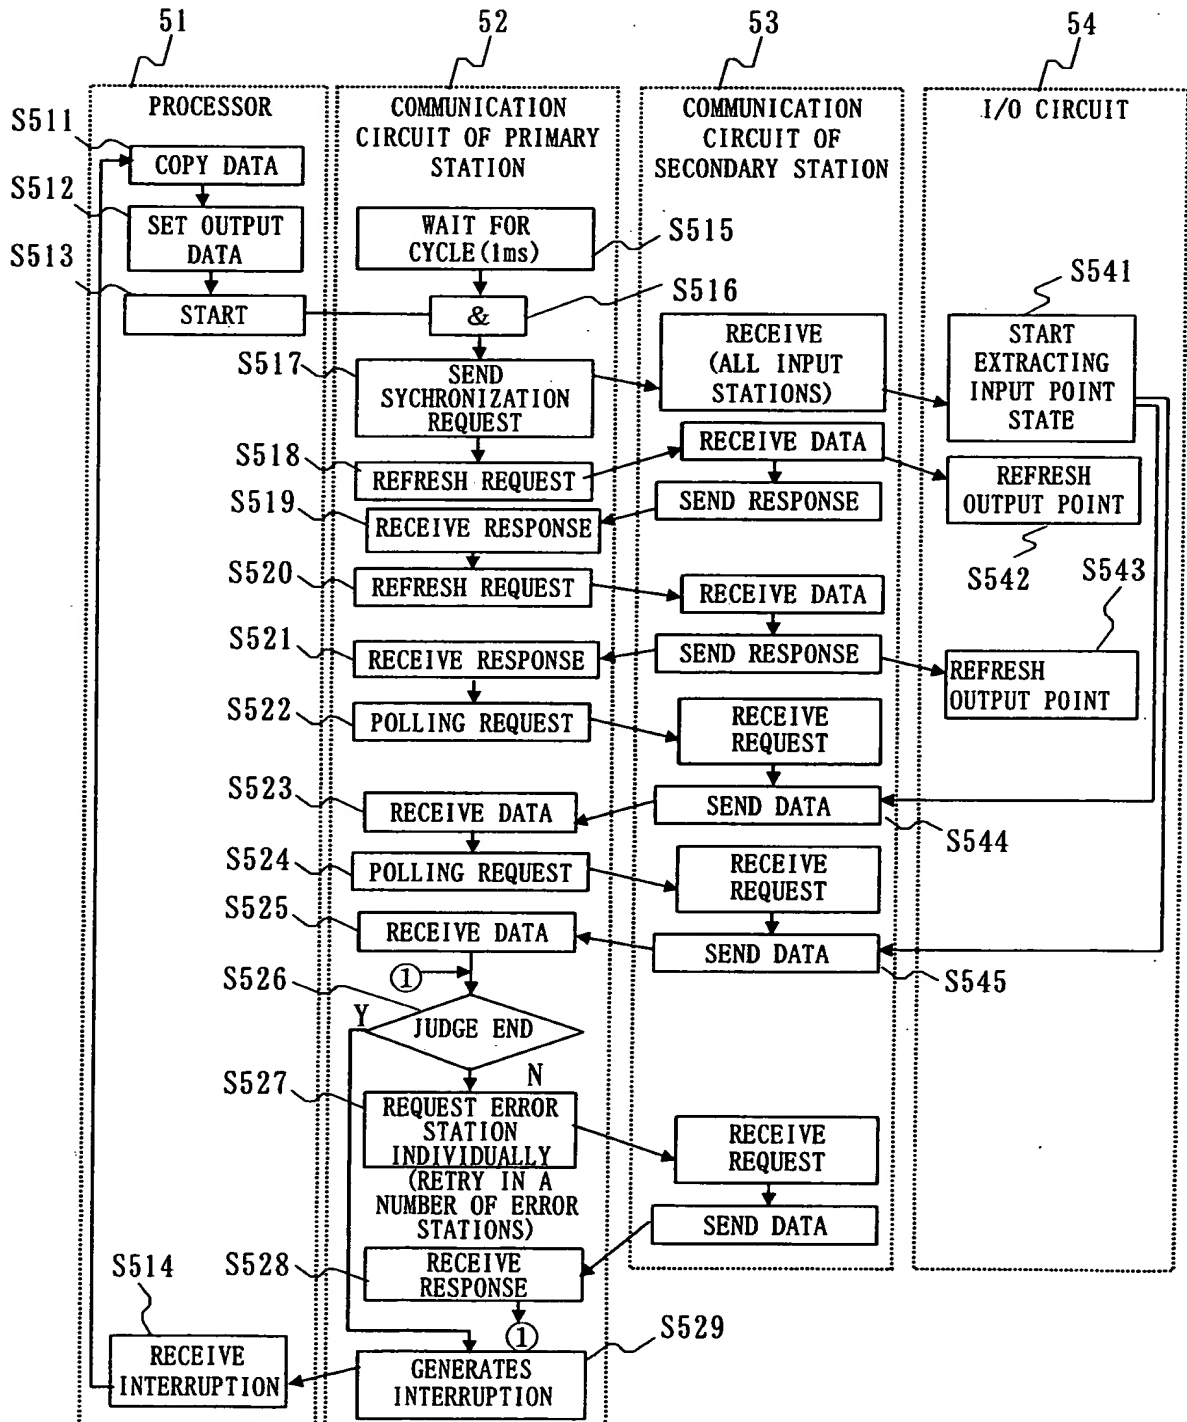 51
52
53
54
PROCESSOR
COMMUNICATION
CIRCUIT OF PRIMARY
STATION
COMMUNICATION
CIRCUIT OF
SECONDARY STATION
I/O CIRCUIT
S511
COPY DATA
S512
SET OUTPUT
DATA
S513
START
WAIT FOR
CYCLE(1ms)
S515
&
S516
S517
SEND
SYCHRONIZATION
REQUEST
RECEIVE
(ALL INPUT
STATIONS)
S541
START
EXTRACTING
INPUT POINT
STATE
S518
REFRESH REQUEST
RECEIVE DATA
REFRESH
OUTPUT POINT
S542
S519
RECEIVE RESPONSE
SEND RESPONSE
S520
REFRESH REQUEST
RECEIVE DATA
S543
S521
RECEIVE RESPONSE
SEND RESPONSE
REFRESH
OUTPUT POINT
S522
POLLING REQUEST
RECEIVE
REQUEST
S523
RECEIVE DATA
SEND DATA
S544
S524
POLLING REQUEST
RECEIVE
REQUEST
S525
RECEIVE DATA
SEND DATA
S545
①
S526
Y
JUDGE END
N
S527
REQUEST ERROR
STATION
INDIVIDUALLY
(RETRY IN A
NUMBER OF ERROR
STATIONS)
RECEIVE
REQUEST
SEND DATA
S528
RECEIVE
RESPONSE
①
S514
RECEIVE
INTERRUPTION
S529
GENERATES
INTERRUPTION